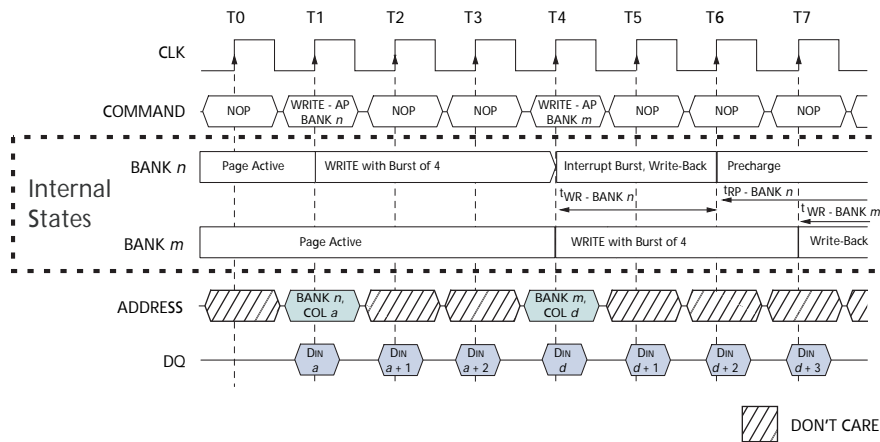 T0 T1 T2 T3 T4 T5 T6 T7
CLK
COMMAND NOP WRITE - AP BANK n NOP NOP WRITE - AP BANK m NOP NOP NOP
Internal States
BANK n Page Active WRITE with Burst of 4 Interrupt Burst, Write-Back Precharge
tWR - BANK n tRP - BANK n
tWR - BANK m
BANK m Page Active WRITE with Burst of 4 Write-Back
ADDRESS BANK n, COL a BANK m, COL d
DQ DIN a DIN a + 1 DIN a + 2 DIN d DIN d + 1 DIN d + 2 DIN d + 3
DON'T CARE